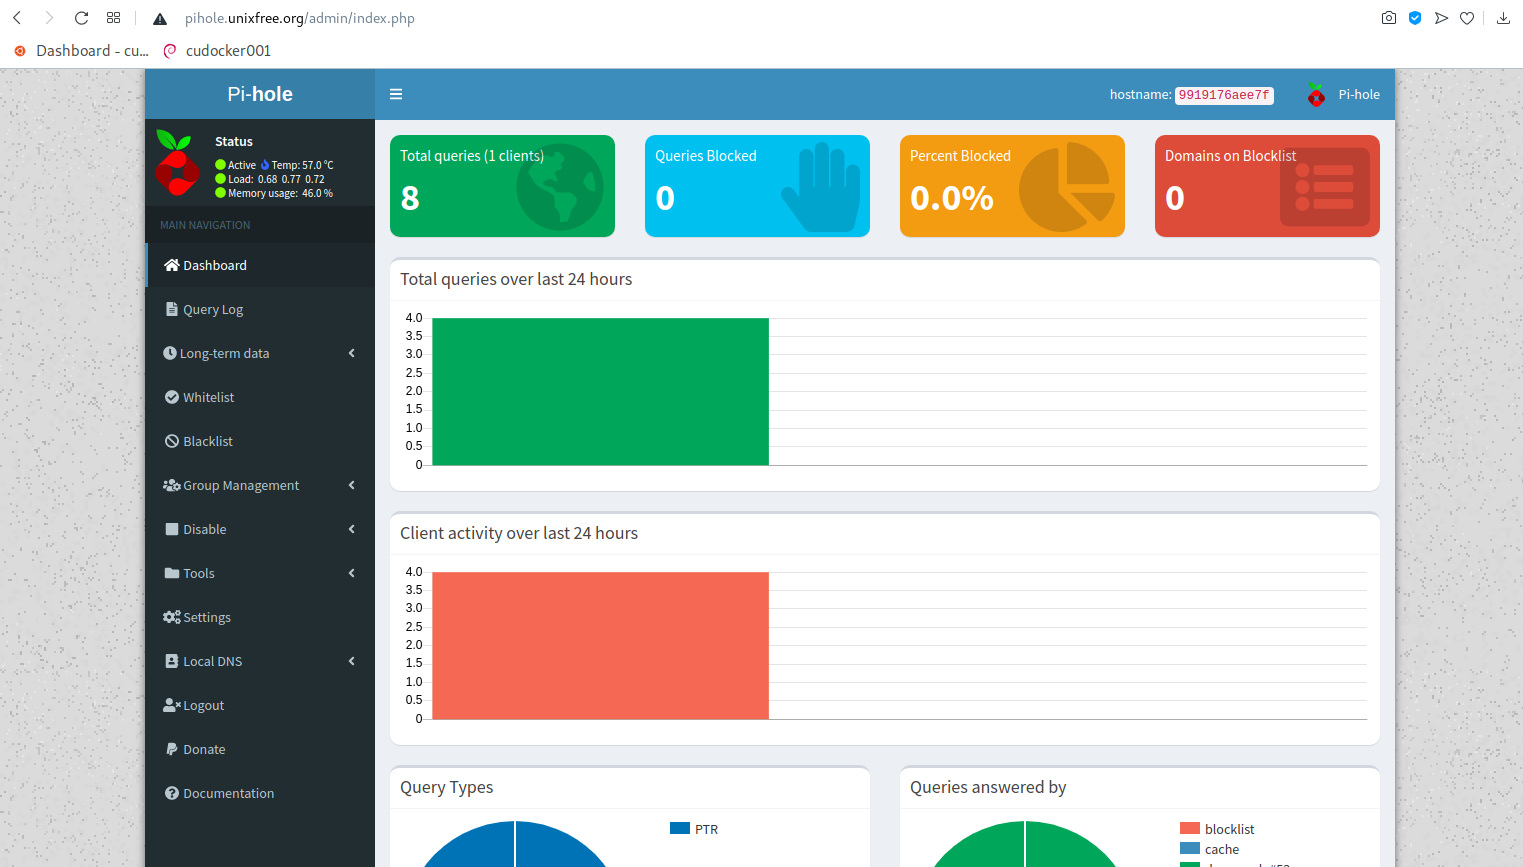 pihole.unixfree.org/admin/index.php
Dashboard - cu... cudocker001
Pi-hole
hostname: 9919176aee7f Pi-hole
Status
Active Temp: 57.0 °C
Load: 0.68 0.77 0.72
Memory usage: 46.0 %
MAIN NAVIGATION
Dashboard
Query Log
Long-term data
Whitelist
Blacklist
Group Management
Disable
Tools
Settings
Local DNS
Logout
Donate
Documentation
Total queries (1 clients)
8
Queries Blocked
0
Percent Blocked
0.0%
Domains on Blocklist
0
Total queries over last 24 hours
4.0
3.5
3.0
2.5
2.0
1.5
1.0
0.5
0
Client activity over last 24 hours
4.0
3.5
3.0
2.5
2.0
1.5
1.0
0.5
0
Query Types
PTR
Queries answered by
blocklist
cache